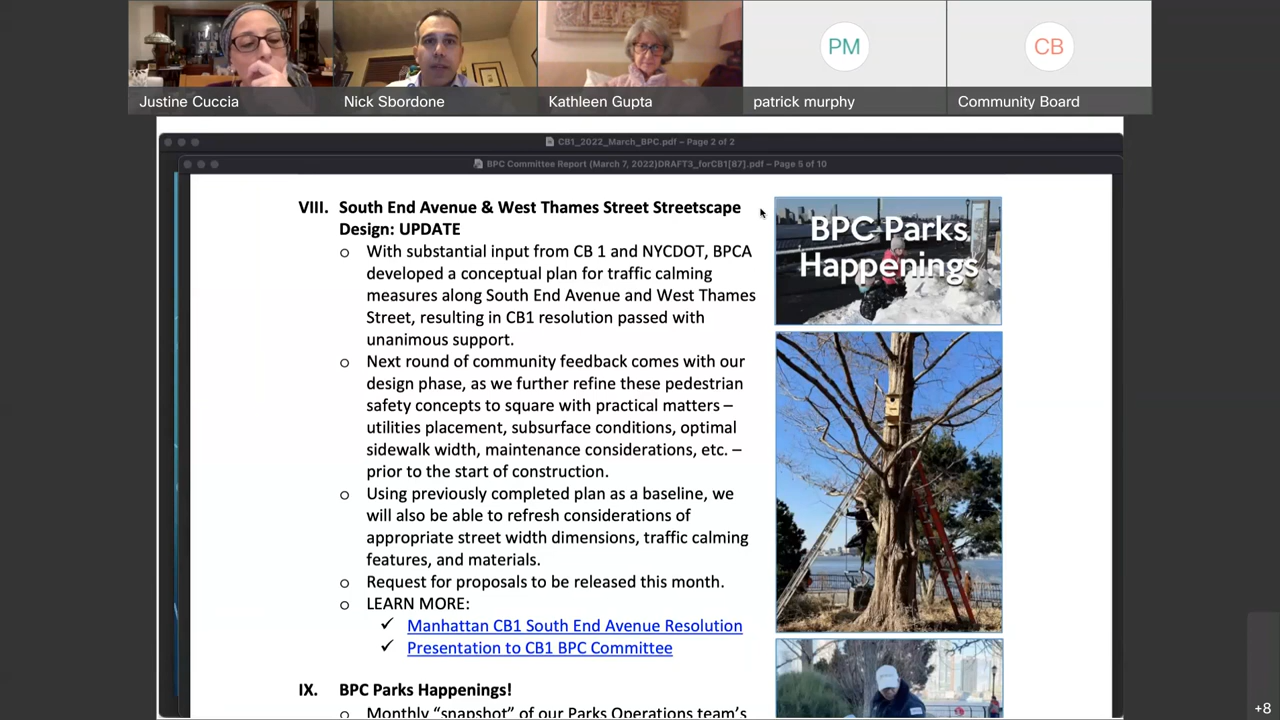 Justine Cuccia
Nick Sbordone
Kathleen Gupta
PM
patrick murphy
CB
Community Board
CB1_2022_March_BPC.pdf – Page 2 of 2
BPC Committee Report (March 7, 2022)DRAFT3_forCB1[87].pdf – Page 5 of 10
VIII. South End Avenue & West Thames Street Streetscape
Design: UPDATE
o With substantial input from CB 1 and NYCDOT, BPCA
developed a conceptual plan for traffic calming
measures along South End Avenue and West Thames
Street, resulting in CB1 resolution passed with
unanimous support.
o Next round of community feedback comes with our
design phase, as we further refine these pedestrian
safety concepts to square with practical matters –
utilities placement, subsurface conditions, optimal
sidewalk width, maintenance considerations, etc. –
prior to the start of construction.
o Using previously completed plan as a baseline, we
will also be able to refresh considerations of
appropriate street width dimensions, traffic calming
features, and materials.
o Request for proposals to be released this month.
o LEARN MORE:
✓ Manhattan CB1 South End Avenue Resolution
✓ Presentation to CB1 BPC Committee
IX. BPC Parks Happenings!
o Monthly “snapshot” of our Parks Operations team’s
BPC Parks
Happenings
+8